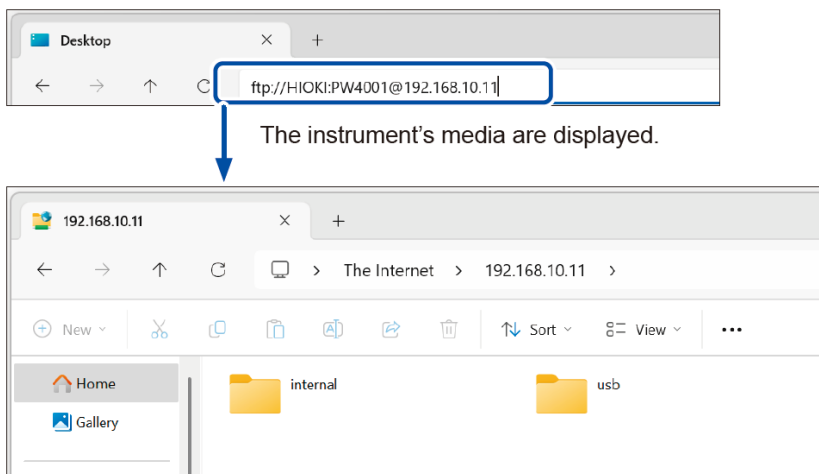 Desktop
ftp://HIOKI:PW4001@192.168.10.11
The instrument's media are displayed.
192.168.10.11
The Internet > 192.168.10.11 >
New Sort View
Home internal usb
Gallery